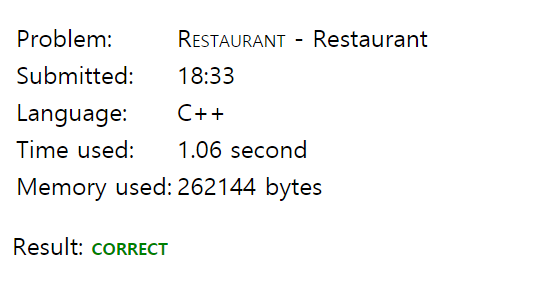 Problem: RESTAURANT - Restaurant
Submitted: 18:33
Language: C++
Time used: 1.06 second
Memory used: 262144 bytes
Result: CORRECT